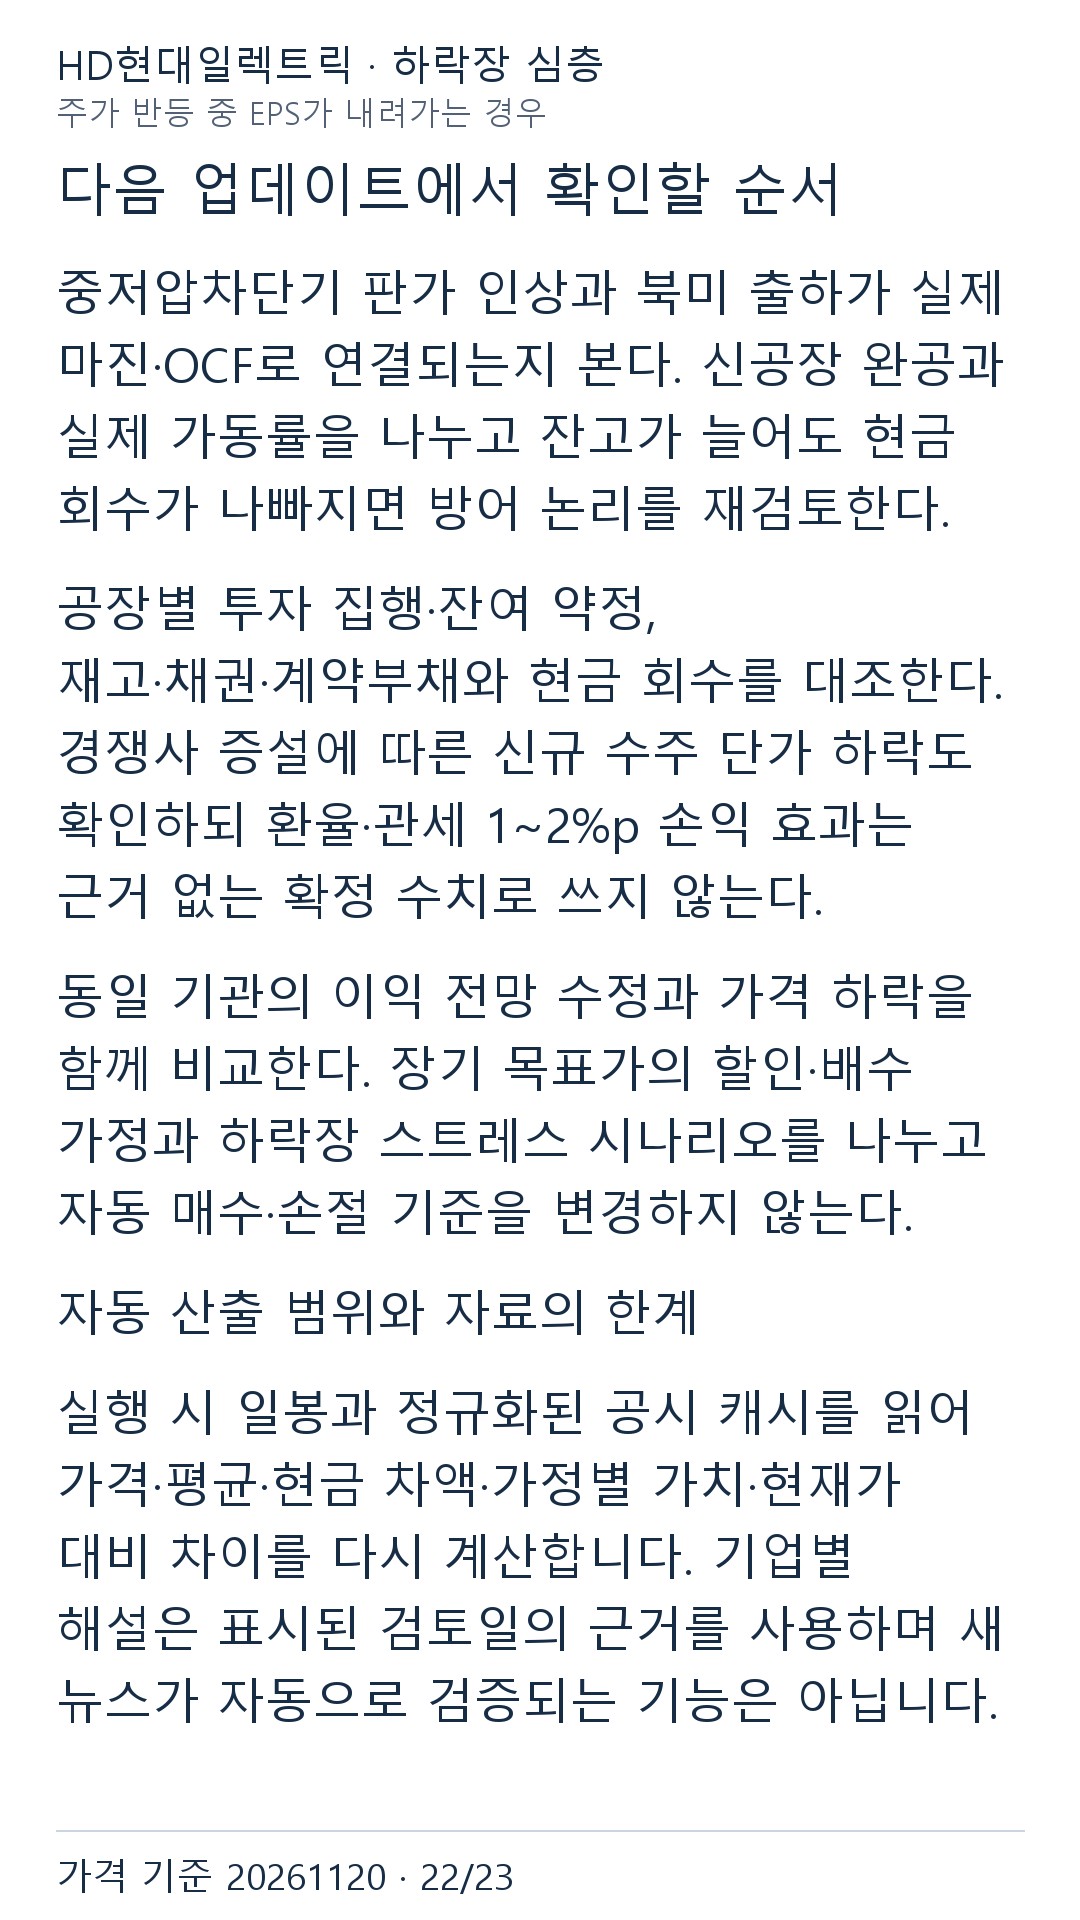 HD현대일렉트릭 · 하락장 심층
주가 반등 중 EPS가 내려가는 경우
다음 업데이트에서 확인할 순서
중저압차단기 판가 인상과 북미 출하가 실제
마진·OCF로 연결되는지 본다. 신공장 완공과
실제 가동률을 나누고 잔고가 늘어도 현금
회수가 나빠지면 방어 논리를 재검토한다.
공장별 투자 집행·잔여 약정,
재고·채권·계약부채와 현금 회수를 대조한다.
경쟁사 증설에 따른 신규 수주 단가 하락도
확인하되 환율·관세 1~2%p 손익 효과는
근거 없는 확정 수치로 쓰지 않는다.
동일 기관의 이익 전망 수정과 가격 하락을
함께 비교한다. 장기 목표가의 할인·배수
가정과 하락장 스트레스 시나리오를 나누고
자동 매수·손절 기준을 변경하지 않는다.
자동 산출 범위와 자료의 한계
실행 시 일봉과 정규화된 공시 캐시를 읽어
가격·평균·현금 차액·가정별 가치·현재가
대비 차이를 다시 계산합니다. 기업별
해설은 표시된 검토일의 근거를 사용하며 새
뉴스가 자동으로 검증되는 기능은 아닙니다.
가격 기준 20261120 · 22/23